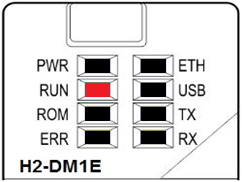 PWR ETH
RUN USB
ROM TX
ERR RX
H2-DM1E